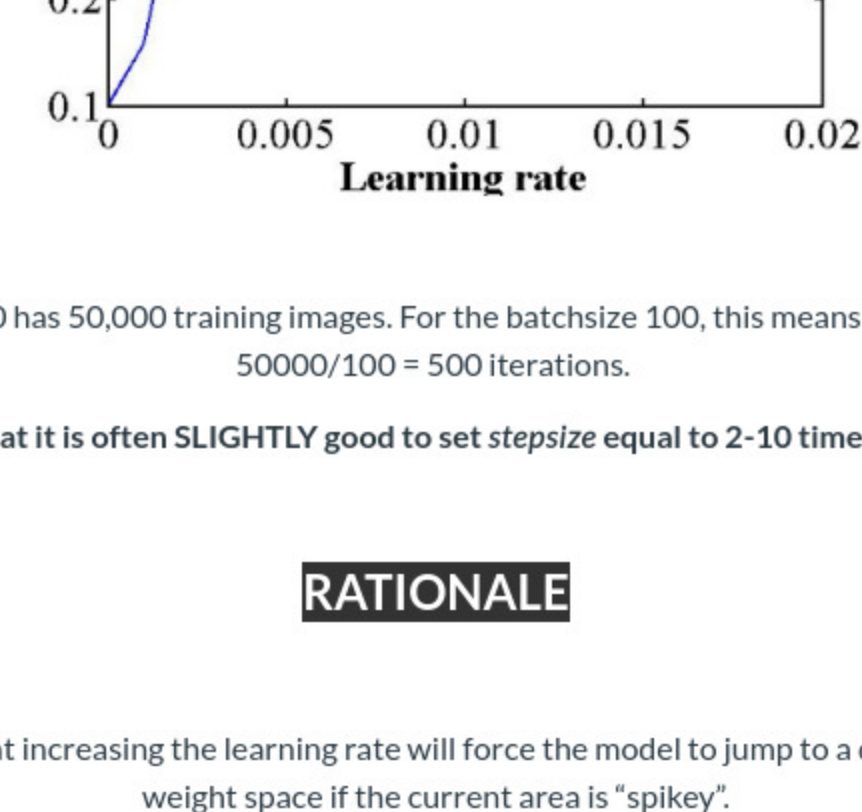 0.2
0.1
0 0.005 0.01 0.015 0.02
Learning rate
0 has 50,000 training images. For the batchsize 100, this means
50000/100 = 500 iterations.
at it is often SLIGHTLY good to set stepsize equal to 2-10 time
RATIONALE
increasing the learning rate will force the model to jump to a
weight space if the current area is “spikey”.